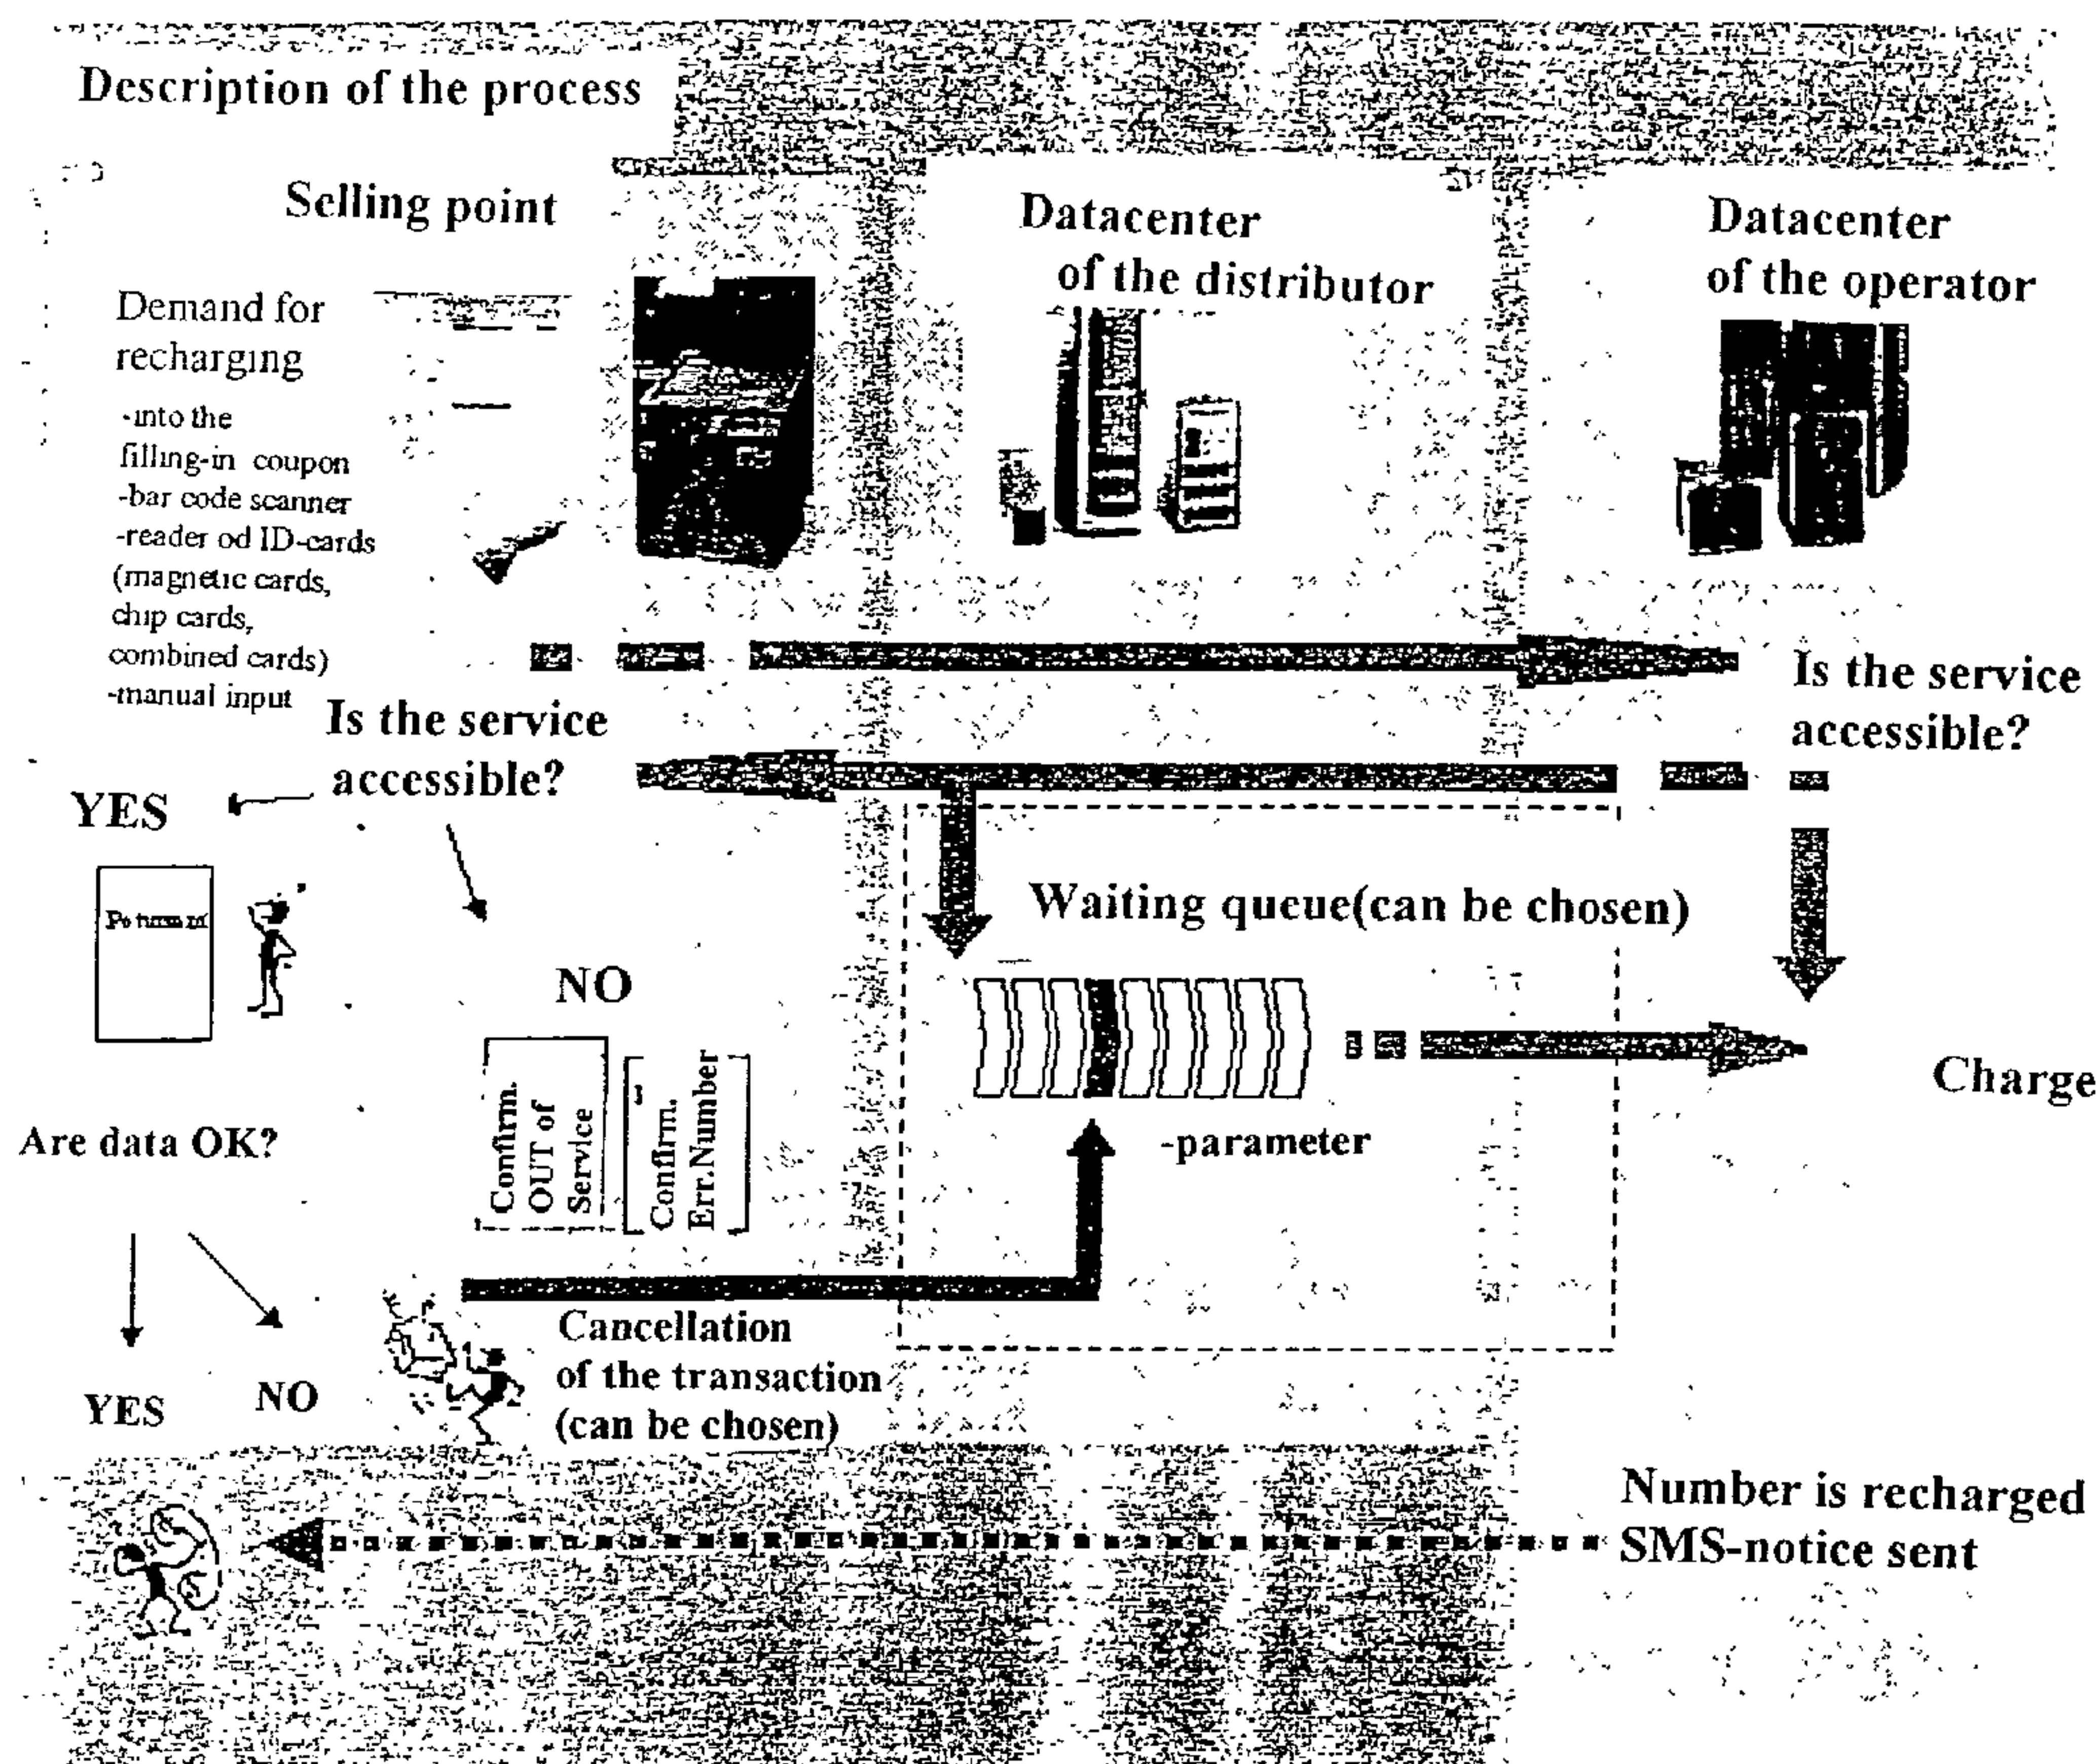 Description of the process
Selling point
Datacenter
of the distributor
Datacenter
of the operator
Demand for
recharging
-into the
filling-in coupon
-bar code scanner
-reader od ID-cards
(magnetic cards,
chip cards,
combined cards)
-manual input
Is the service
accessible?
Is the service
accessible?
YES
NO
Waiting queue(can be chosen)
Confirm.
OUT of
Service
Confirm.
Err.Number
-parameter
Charge
Are data OK?
YES
NO
Cancellation
of the transaction
(can be chosen)
Number is recharged
SMS-notice sent